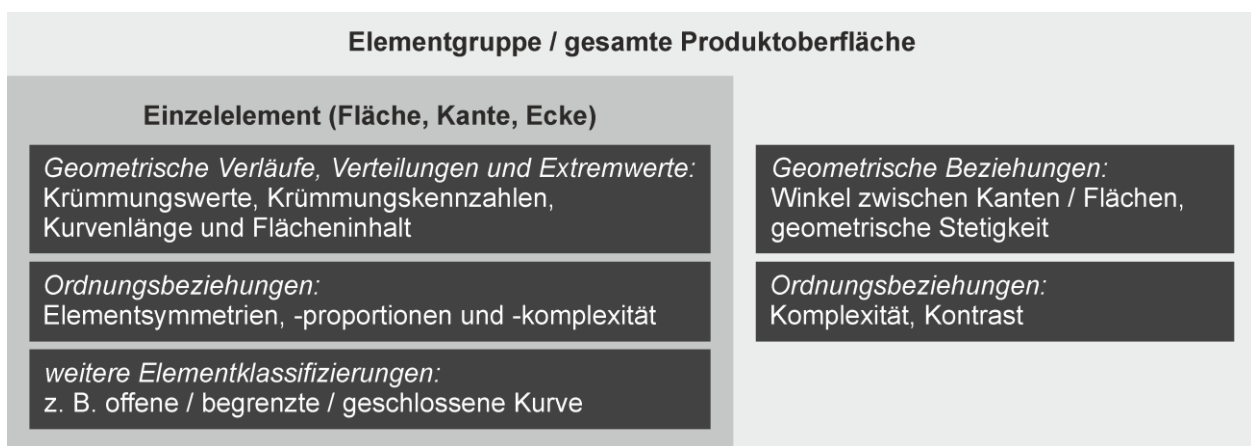 Elementgruppe / gesamte Produktoberfläche
Einzelelement (Fläche, Kante, Ecke)
Geometrische Verläufe, Verteilungen und Extremwerte:
Krümmungswerte, Krümmungskennzahlen,
Kurvenlänge und Flächeninhalt
Ordnungsbeziehungen:
Elementsymmetrien, -proportionen und -komplexität
weitere Elementklassifizierungen:
z. B. offene / begrenzte / geschlossene Kurve
Geometrische Beziehungen:
Winkel zwischen Kanten / Flächen,
geometrische Stetigkeit
Ordnungsbeziehungen:
Komplexität, Kontrast